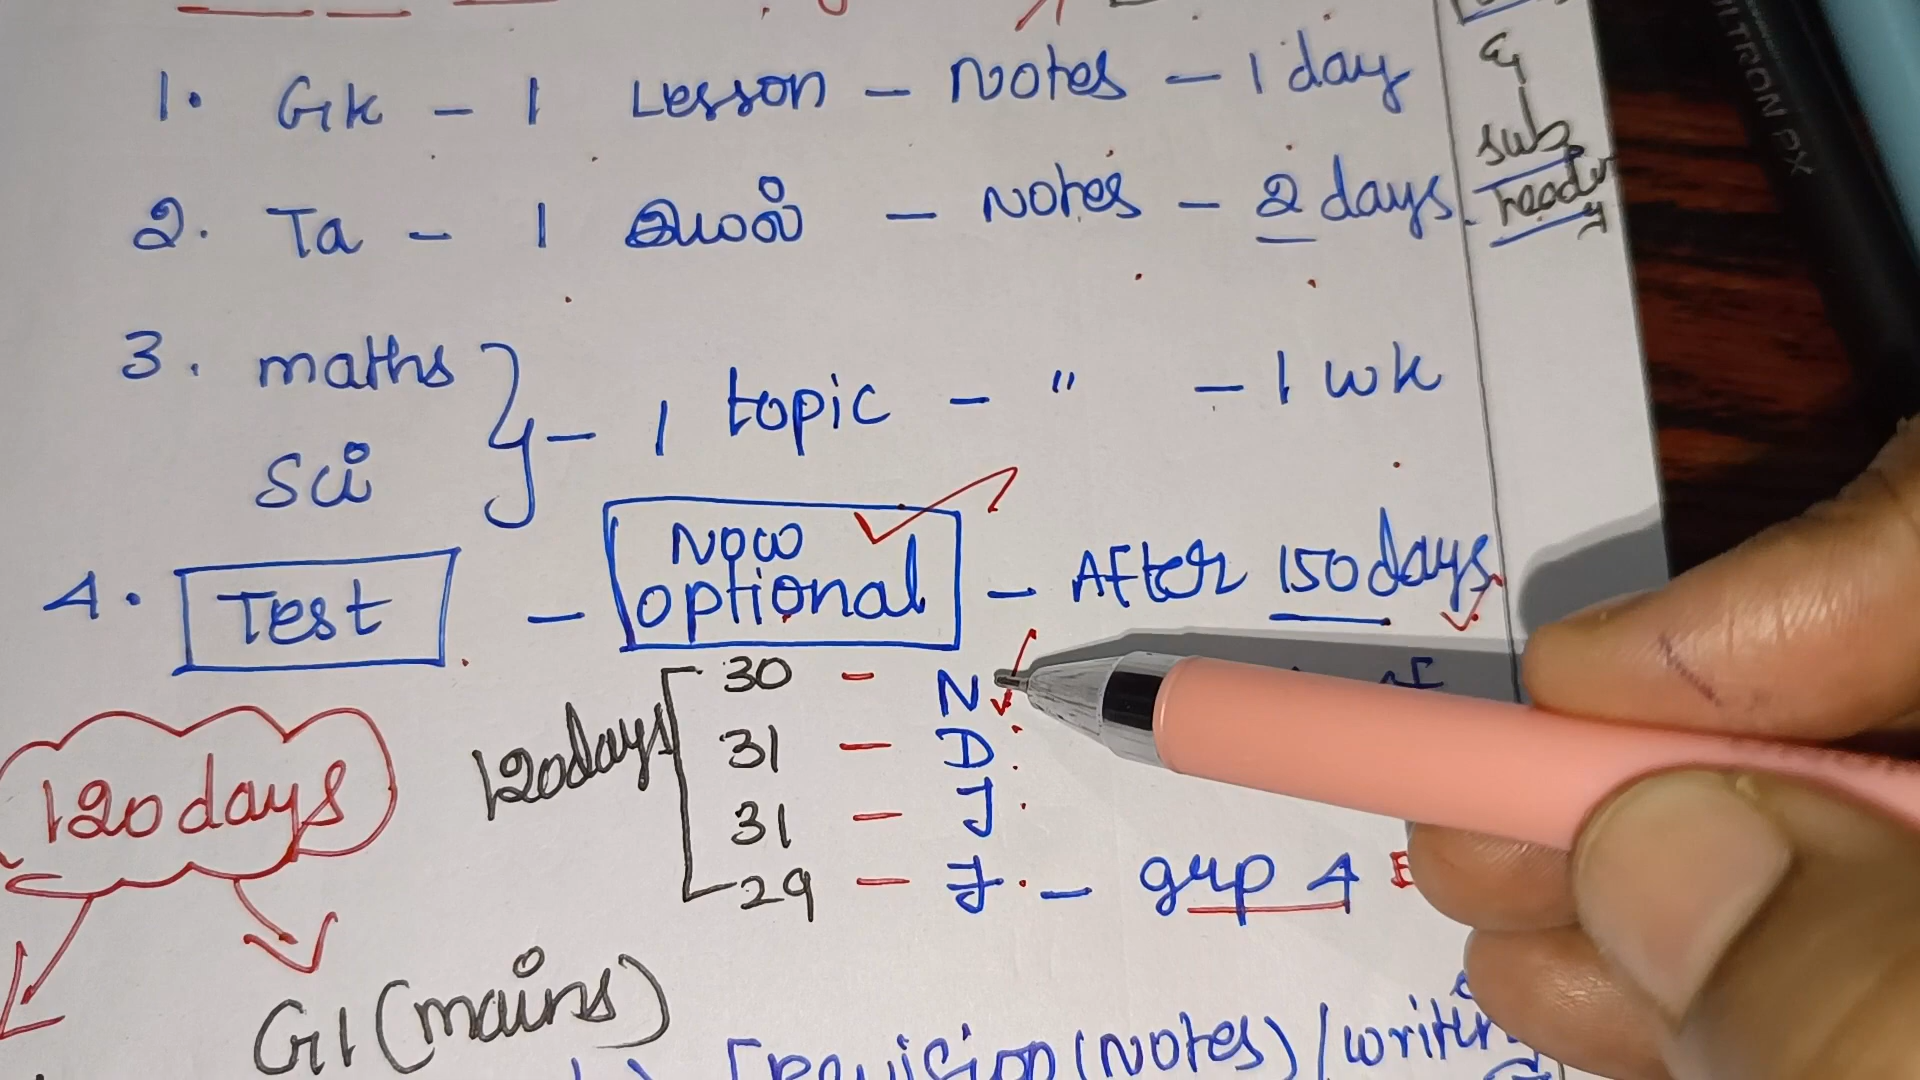 1. GK - 1 Lesson - Notes - 1 day
2. Ta - 1 இயல் - Notes - 2 days.
3. maths
sci } - 1 topic - " - 1 wk
4. Test - Now optional - After 150 days
120 days
30 - N
31 - D
31 - J
29 - F - grp 4
120 days
G1 (mains)
Revision (Notes) /
sub
Ready